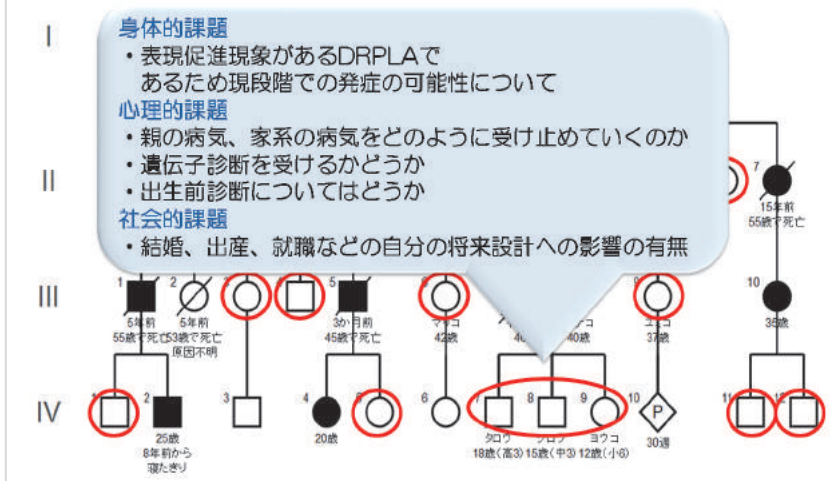 I
身体的課題
・表現促進現象があるDRPLAで
あるため現段階での発症の可能性について
心理的課題
・親の病気、家系の病気をどのように受け止めていくのか
・遺伝子診断を受けるかどうか
・出生前診断についてはどうか
社会的課題
・結婚、出産、就職などの自分の将来設計への影響の有無
II
7
15年前
55歳で死亡
III
1
2
5
10
5年前
55歳で死亡
5年前
53歳で死亡
原因不明
3か月前
45歳で死亡
42歳
40歳
37歳
35歳
IV
2
3
4
6
7
8
9
10
11
P
25歳
8年前から
寝たきり
20歳
タロウ
18歳(高3)
15歳(中3)
ヨウコ
12歳(小6)
30週